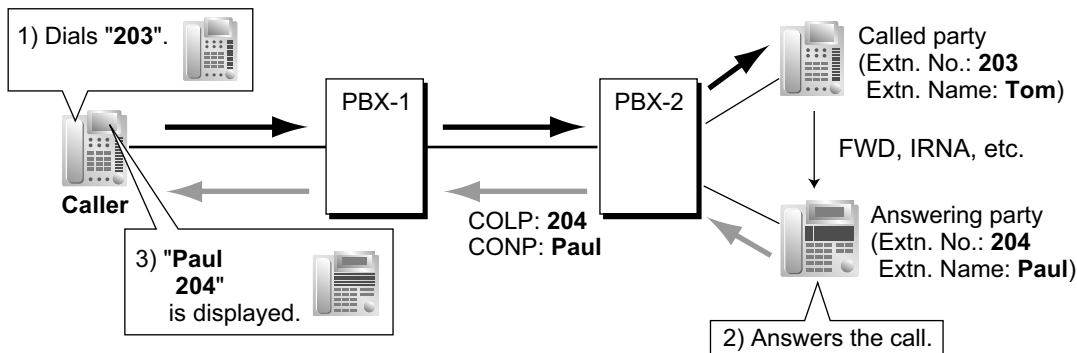 1) Dials "203".
PBX-1
PBX-2
Called party
(Extn. No.: 203
Extn. Name: Tom)
FWD, IRNA, etc.
Caller
COLP: 204
CONP: Paul
Answering party
(Extn. No.: 204
Extn. Name: Paul)
3) "Paul
204"
is displayed.
2) Answers the call.